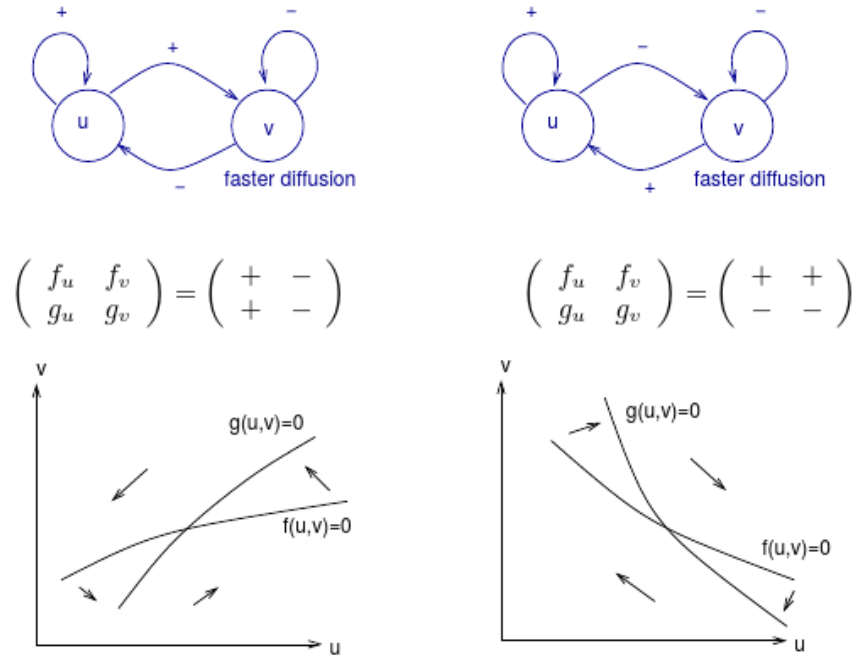 + + − + − −
u v u v
− faster diffusion + faster diffusion
( f_u f_v ) = ( + − ) ( f_u f_v ) = ( + + )
( g_u g_v ) ( + − ) ( g_u g_v ) ( − − )
v v
g(u,v)=0 g(u,v)=0
f(u,v)=0 f(u,v)=0
u u